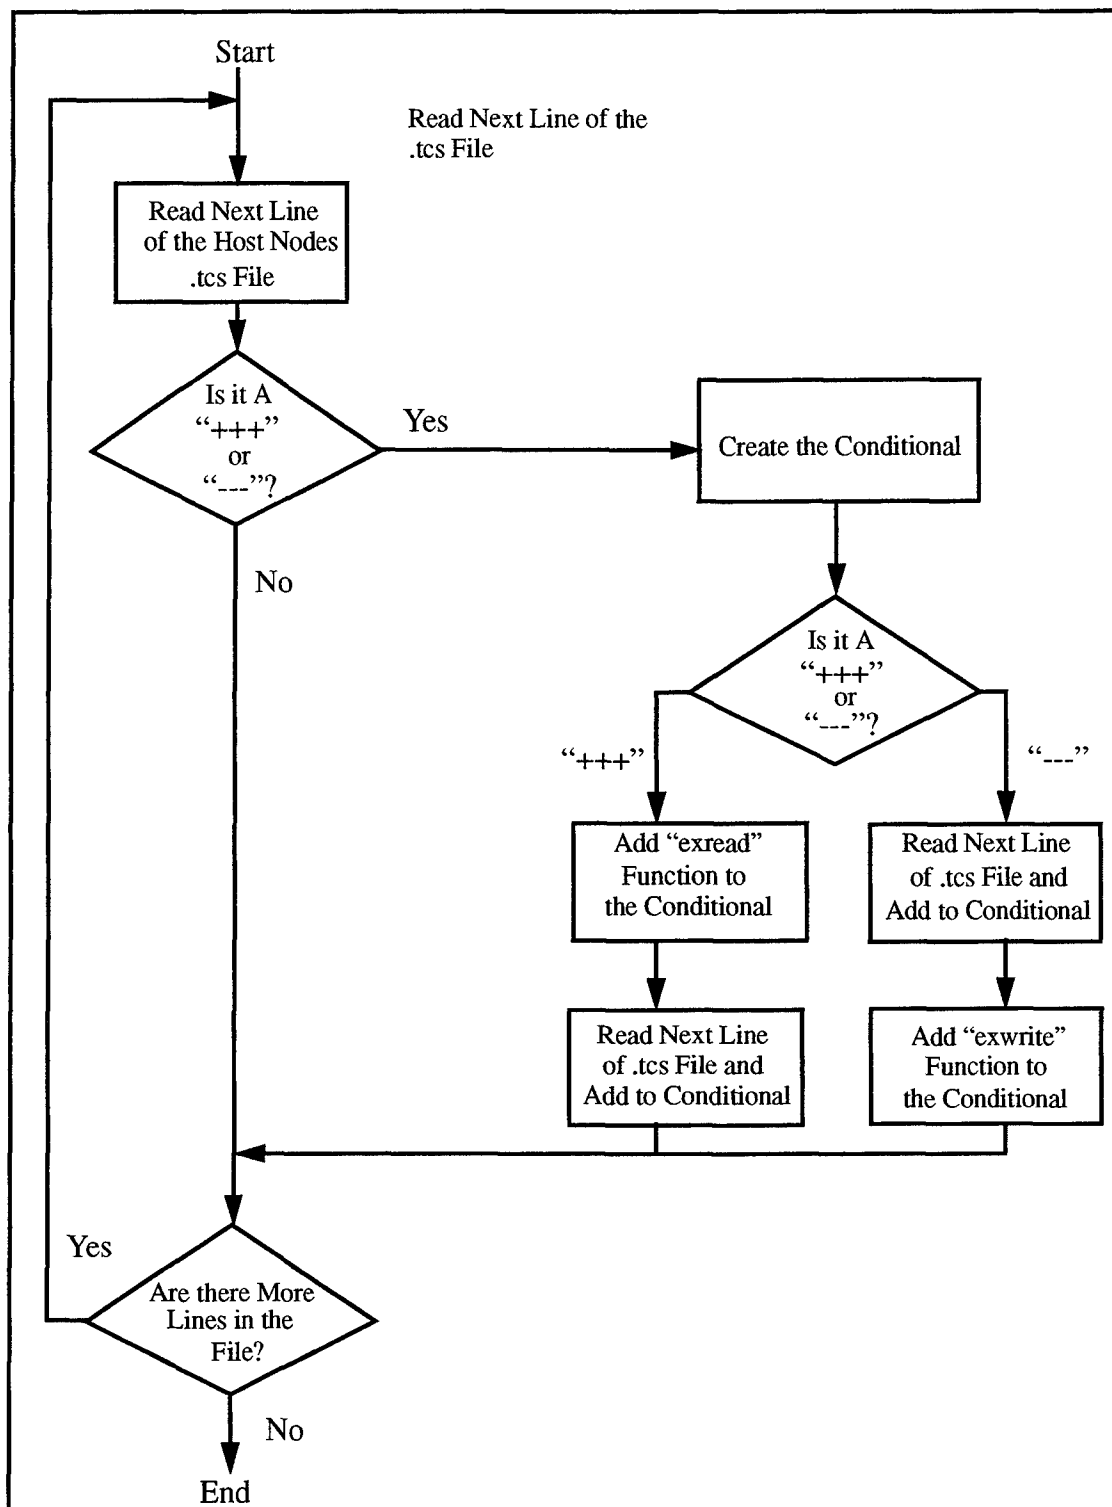 Start
Read Next Line of the
.tcs File
Read Next Line
of the Host Nodes
.tcs File
Is it A
“+++”
or
“---”?
Yes
Create the Conditional
No
Is it A
“+++”
or
“---”?
“+++”
“---”
Add “exread”
Function to
the Conditional
Read Next Line
of .tcs File and
Add to Conditional
Read Next Line
of .tcs File and
Add to Conditional
Add “exwrite”
Function to
the Conditional
Yes
Are there More
Lines in the
File?
No
End